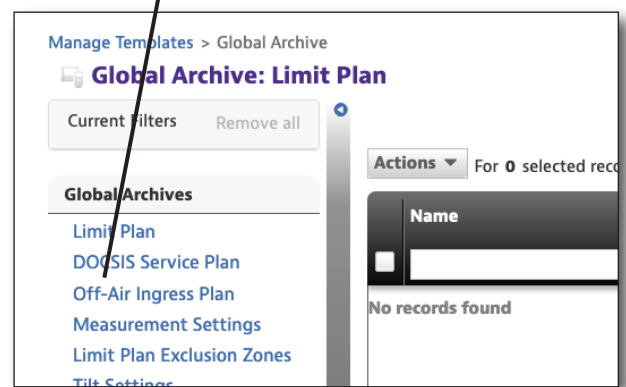 Manage Templates > Global Archive
Global Archive: Limit Plan
Current Filters Remove all
Actions For 0 selected reco
Name
Global Archives
Limit Plan
DOCSIS Service Plan
Off-Air Ingress Plan
No records found
Measurement Settings
Limit Plan Exclusion Zones
Tilt Settings